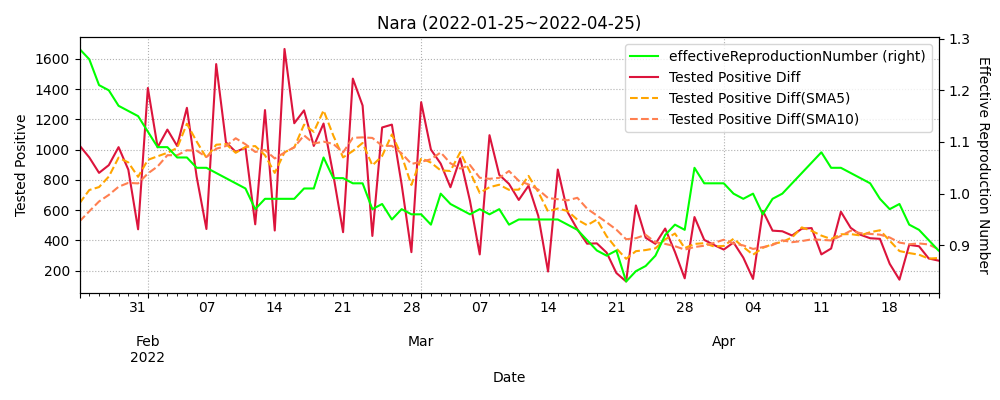 Nara (2022-01-25~2022-04-25)
effectiveReproductionNumber (right)
Tested Positive Diff
Tested Positive Diff(SMA5)
Tested Positive Diff(SMA10)
Tested Positive
1600
1400
1200
1000
800
600
400
200
Effective Reproduction Number
1.3
1.2
1.1
1.0
0.9
31 07 14 21 28 07 14 21 28 04 11 18
Feb Mar Apr
2022
Date